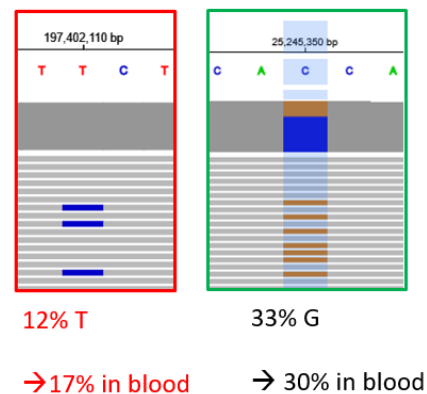 197,402,110 bp
T T C T
12% T
→17% in blood
25,245,350 bp
C A C C A
33% G
→ 30% in blood